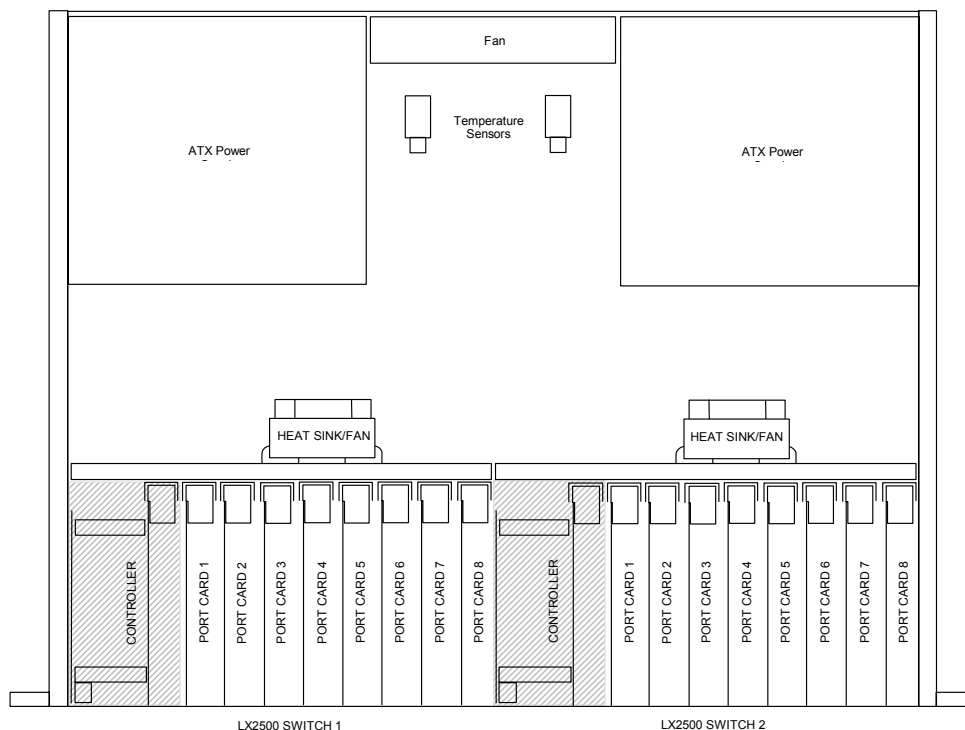 Fan
Temperature
Sensors
ATX Power
ATX Power
HEAT SINK/FAN
HEAT SINK/FAN
CONTROLLER
PORT CARD 1
PORT CARD 2
PORT CARD 3
PORT CARD 4
PORT CARD 5
PORT CARD 6
PORT CARD 7
PORT CARD 8
CONTROLLER
PORT CARD 1
PORT CARD 2
PORT CARD 3
PORT CARD 4
PORT CARD 5
PORT CARD 6
PORT CARD 7
PORT CARD 8
LX2500 SWITCH 1
LX2500 SWITCH 2